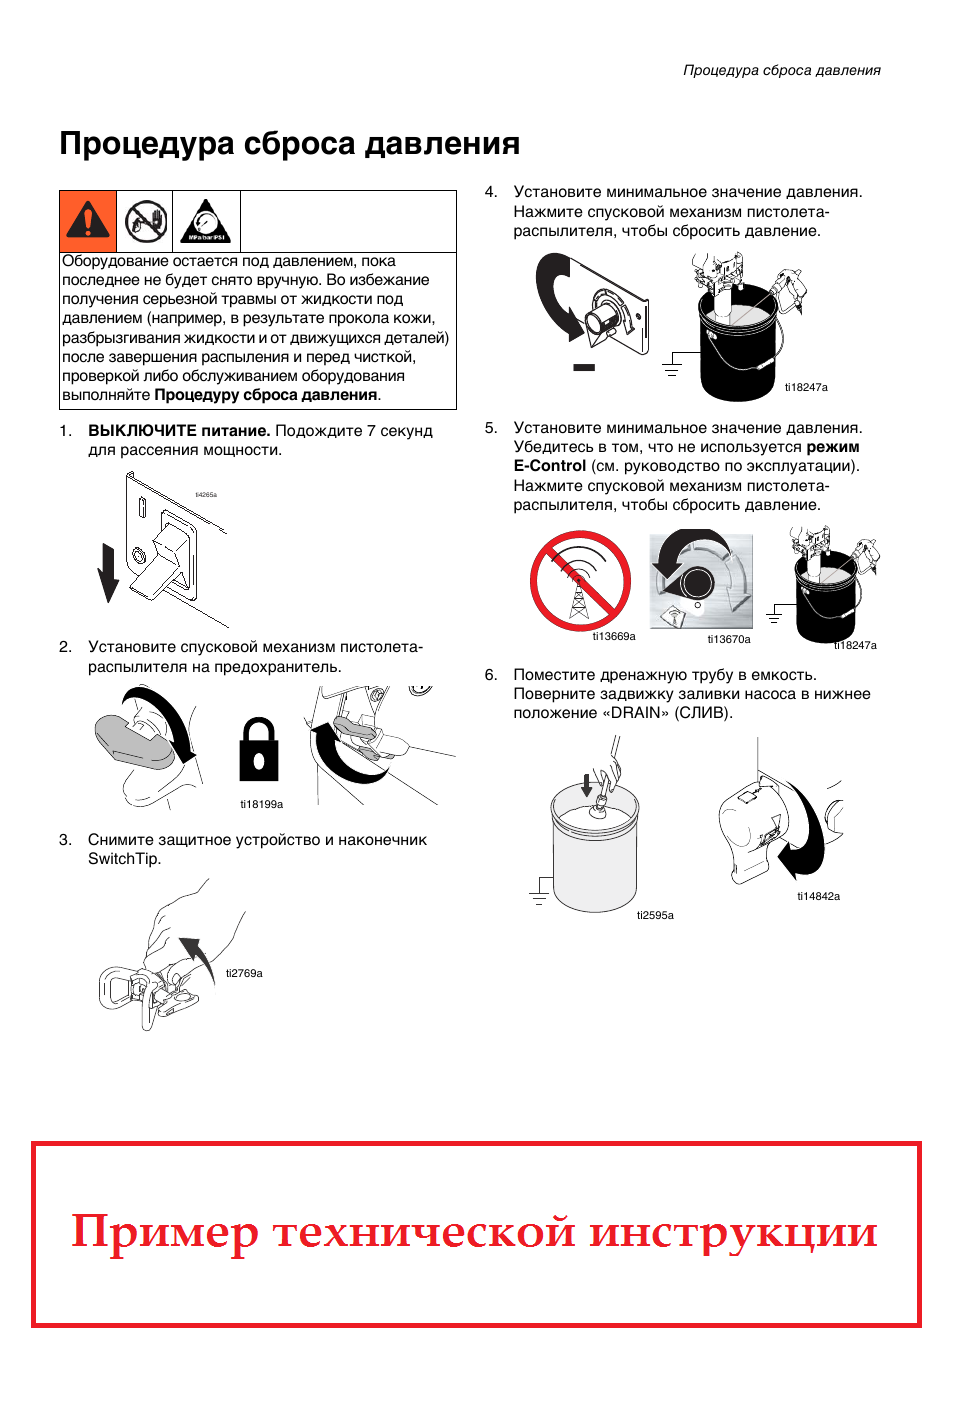 Процедура сброса давления
Процедура сброса давления
MPa/bar/PSI
Оборудование остается под давлением, пока
последнее не будет снято вручную. Во избежание
получения серьезной травмы от жидкости под
давлением (например, в результате прокола кожи,
разбрызгивания жидкости и от движущихся деталей)
после завершения распыления и перед чисткой,
проверкой либо обслуживанием оборудования
выполняйте Процедуру сброса давления.
1. ВЫКЛЮЧИТЕ питание. Подождите 7 секунд
для рассеяния мощности.
ti4265a
2. Установите спусковой механизм пистолета-
распылителя на предохранитель.
ti18199a
3. Снимите защитное устройство и наконечник
SwitchTip.
ti2769a
4. Установите минимальное значение давления.
Нажмите спусковой механизм пистолета-
распылителя, чтобы сбросить давление.
ti18247a
5. Установите минимальное значение давления.
Убедитесь в том, что не используется режим
E-Control (см. руководство по эксплуатации).
Нажмите спусковой механизм пистолета-
распылителя, чтобы сбросить давление.
ti13669a
ti13670a
ti18247a
6. Поместите дренажную трубу в емкость.
Поверните задвижку заливки насоса в нижнее
положение «DRAIN» (СЛИВ).
ti2595a
ti14842a
Пример технической инструкции